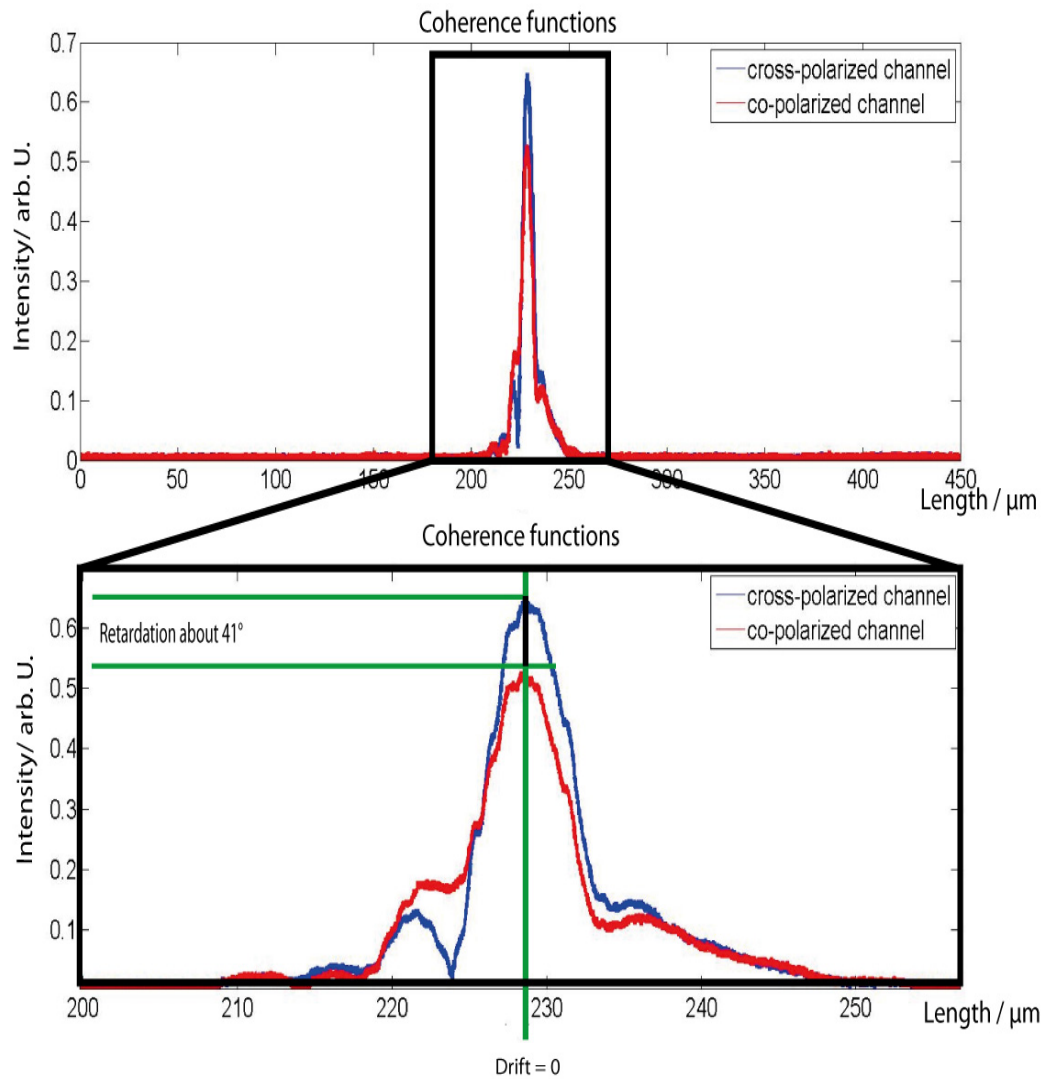 Coherence functions
0.7
0.6
0.5
0.4
0.3
0.2
0.1
0
Intensity/ arb. U.
cross-polarized channel
co-polarized channel
0 50 100 150 200 250 300 350 400 450
Length / μm
Coherence functions
0.6
0.5
0.4
0.3
0.2
0.1
Intensity/ arb. U.
cross-polarized channel
co-polarized channel
Retardation about 41°
200 210 220 230 240 250
Length / μm
Drift = 0